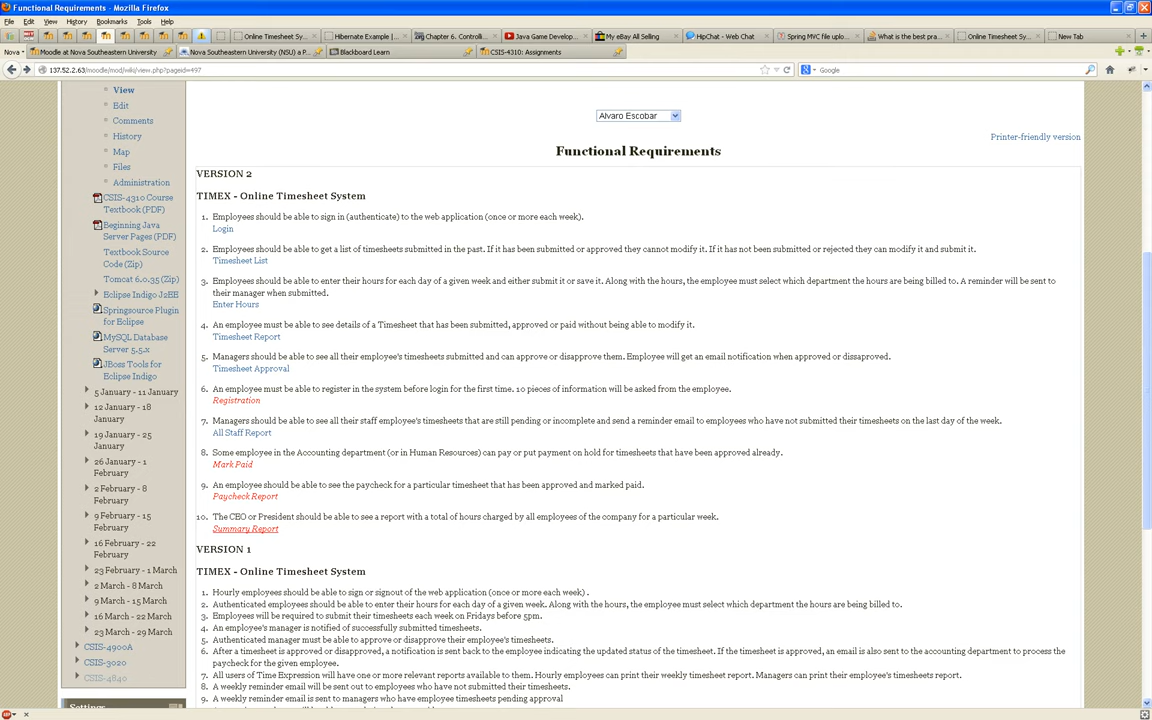 Functional Requirements - Mozilla Firefox
File Edit View History Bookmarks Tools Help
Online Timesheet Sy... Hibernate Example |... Chapter 6. Controlli... Java Game Develop... My eBay All Selling HipChat - Web Chat Spring MVC file uplo... What is the best pra... Online Timesheet Sy... New Tab
Nova Moodle at Nova Southeastern University Nova Southeastern University (NSU) a P... Blackboard Learn CSIS-4310: Assignments
137.52.2.63/moodle/mod/wiki/view.php?pageid=497
Google
View
Edit
Comments
History
Map
Files
Administration
CSIS-4310 Course
Textbook (PDF)
Beginning Java
Server Pages (PDF)
Textbook Source
Code (Zip)
Tomcat 6.0.35 (Zip)
Eclipse Indigo J2EE
Springsource Plugin
for Eclipse
MySQL Database
Server 5.5.x
JBoss Tools for
Eclipse Indigo
5 January - 11 January
12 January - 18
January
19 January - 25
January
26 January - 1
February
2 February - 8
February
9 February - 15
February
16 February - 22
February
23 February - 1 March
2 March - 8 March
9 March - 15 March
16 March - 22 March
23 March - 29 March
CSIS-4900A
CSIS-3020
CSIS-4840
Settings
Alvaro Escobar
Printer-friendly version
Functional Requirements
VERSION 2
TIMEX - Online Timesheet System
1. Employees should be able to sign in (authenticate) to the web application (once or more each week).
Login
2. Employees should be able to get a list of timesheets submitted in the past. If it has been submitted or approved they cannot modify it. If it has not been submitted or rejected they can modify it and submit it.
Timesheet List
3. Employees should be able to enter their hours for each day of a given week and either submit it or save it. Along with the hours, the employee must select which department the hours are being billed to. A reminder will be sent to
their manager when submitted.
Enter Hours
4. An employee must be able to see details of a Timesheet that has been submitted, approved or paid without being able to modify it.
Timesheet Report
5. Managers should be able to see all their employee's timesheets submitted and can approve or disapprove them. Employee will get an email notification when approved or dissaproved.
Timesheet Approval
6. An employee must be able to register in the system before login for the first time. 10 pieces of information will be asked from the employee.
Registration
7. Managers should be able to see all their staff employee's timesheets that are still pending or incomplete and send a reminder email to employees who have not submitted their timesheets on the last day of the week.
All Staff Report
8. Some employee in the Accounting department (or in Human Resources) can pay or put payment on hold for timesheets that have been approved already.
Mark Paid
9. An employee should be able to see the paycheck for a particular timesheet that has been approved and marked paid.
Paycheck Report
10. The CEO or President should be able to see a report with a total of hours charged by all employees of the company for a particular week.
Summary Report
VERSION 1
TIMEX - Online Timesheet System
1. Hourly employees should be able to sign or signout of the web application (once or more each week) .
2. Authenticated employees should be able to enter their hours for each day of a given week. Along with the hours, the employee must select which department the hours are being billed to.
3. Employees will be required to submit their timesheets each week on Fridays before 5pm.
4. An employee's manager is notified of successfully submitted timesheets.
5. Authenticated manager must be able to approve or disapprove their employee's timesheets.
6. After a timesheet is approved or disapproved, a notification is sent back to the employee indicating the updated status of the timesheet. If the timesheet is approved, an email is also sent to the accounting department to process the
paycheck for the given employee.
7. All users of Time Expression will have one or more relevant reports available to them. Hourly employees can print their weekly timesheet report. Managers can print their employee's timesheet reports.
8. A weekly reminder email will be sent out to employees who have not submitted their timesheets.
9. A weekly reminder email is sent to managers who have employee timesheets pending approval